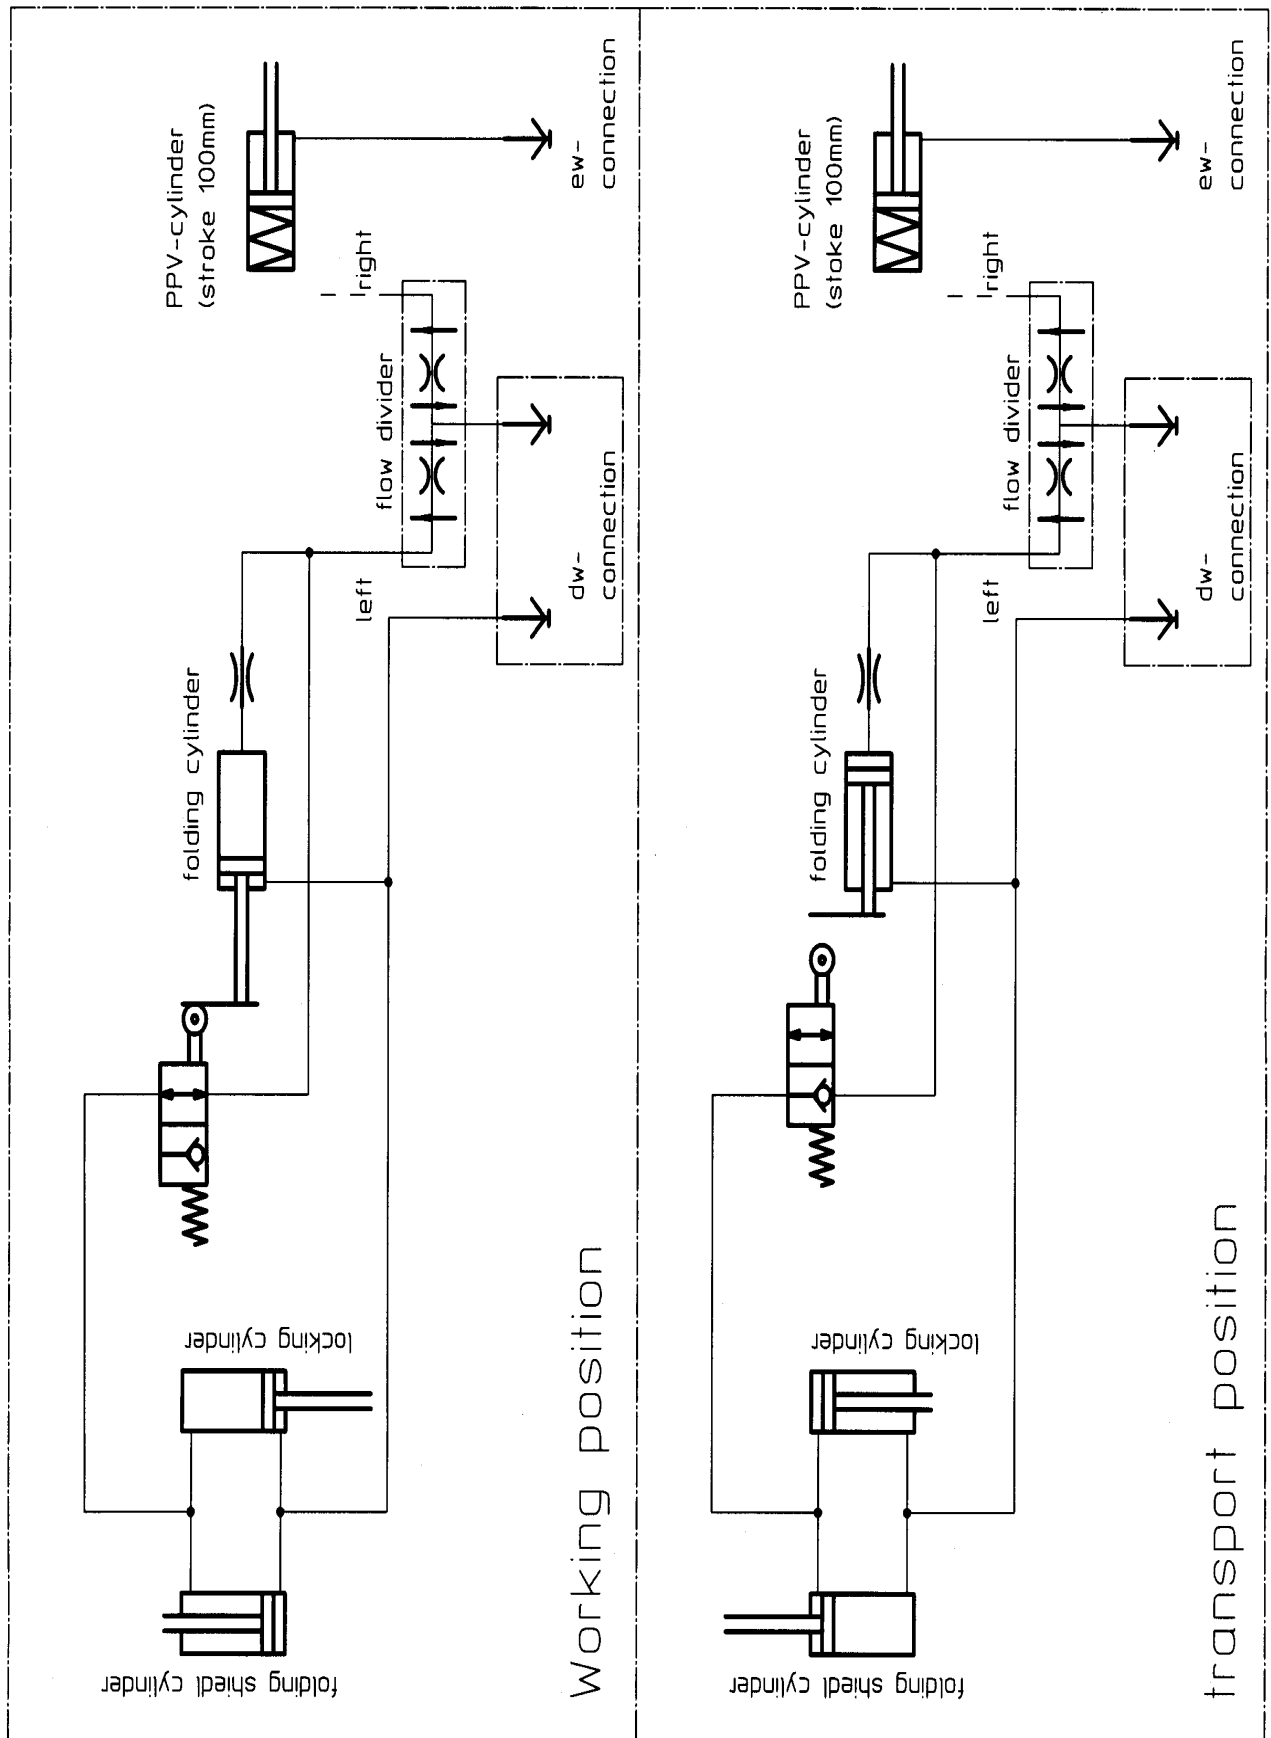 PPV-cylinder
(stroke 100mm)
ew-
connection
right
flow divider
dw-
connection
left
folding cylinder
locking cylinder
folding shiedl cylinder
Working position
PPV-cylinder
(stoke 100mm)
ew-
connection
right
flow divider
dw-
connection
left
folding cylinder
locking cylinder
folding shiedl cylinder
transport position